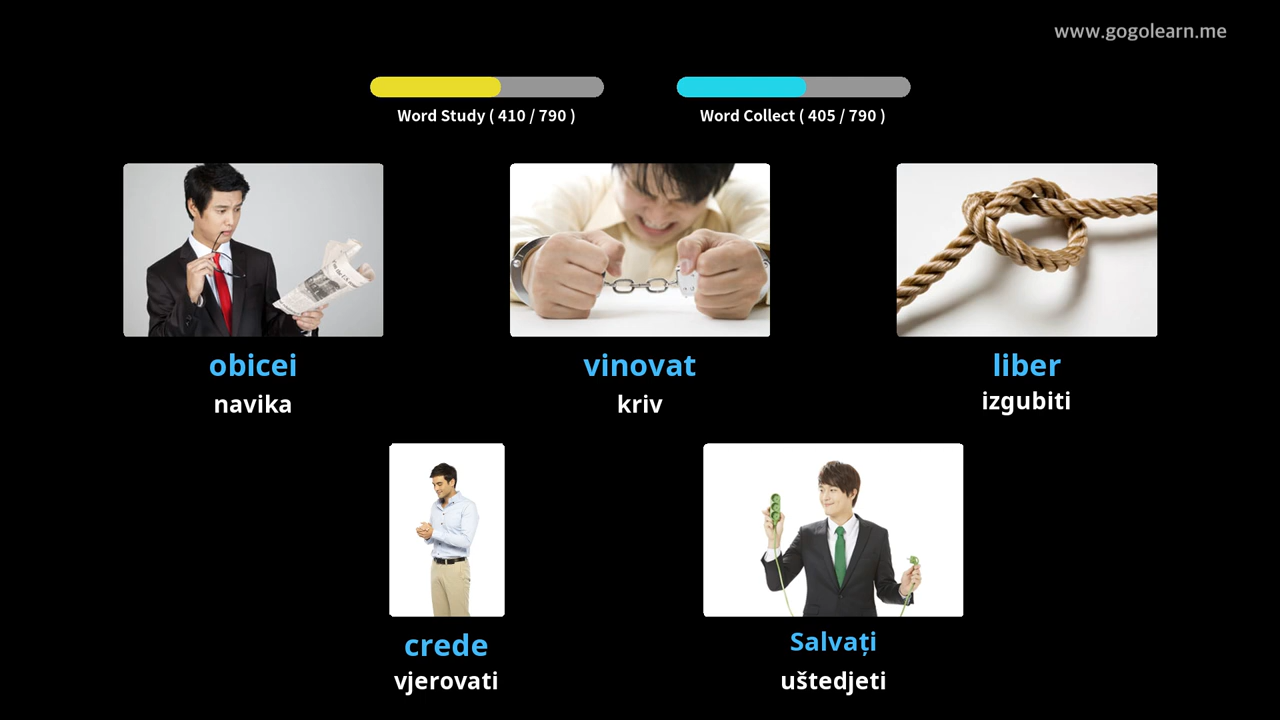 www.gogolearn.me
Word Study ( 410 / 790 )
Word Collect ( 405 / 790 )
obicei
navika
vinovat
kriv
liber
izgubiti
crede
vjerovati
Salvați
uštedjeti